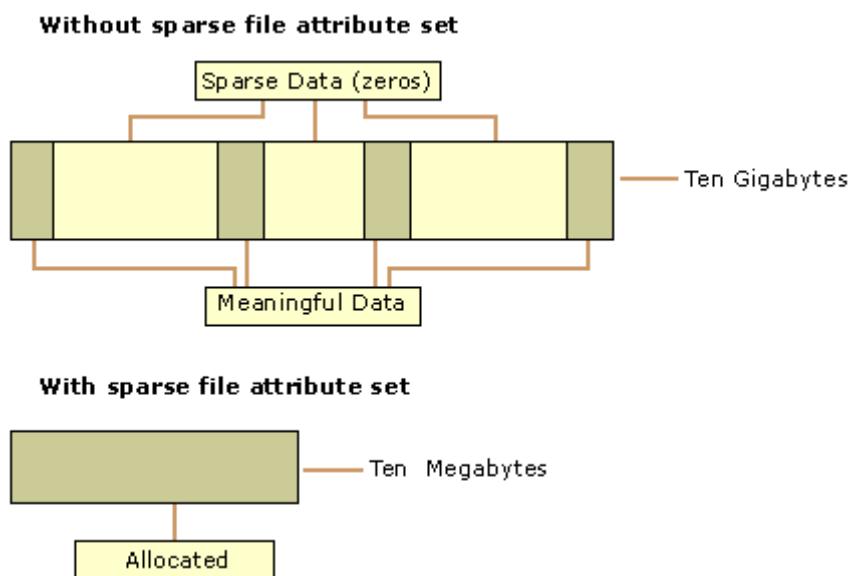 Without sparse file attribute set
Sparse Data (zeros)
Ten Gigabytes
Meaningful Data
With sparse file attribute set
Ten Megabytes
Allocated